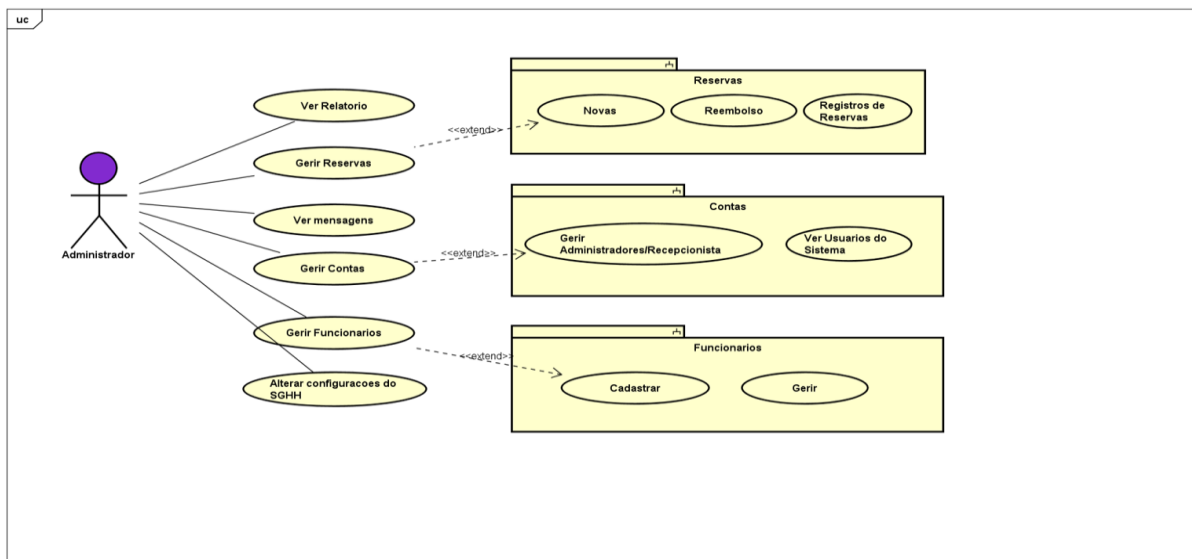 uc
Reservas
Ver Relatorio
Novas
Reembolso
Registros de
Reservas
<<extend>>
Gerir Reservas
Contas
Ver mensagens
Gerir
Administradores/Recepcionista
Ver Usuarios do
Sistema
Administrador
<<extend>>
Gerir Contas
Gerir Funcionarios
Funcionarios
<<extend>>
Alterar configuracoes do
SGHH
Cadastrar
Gerir